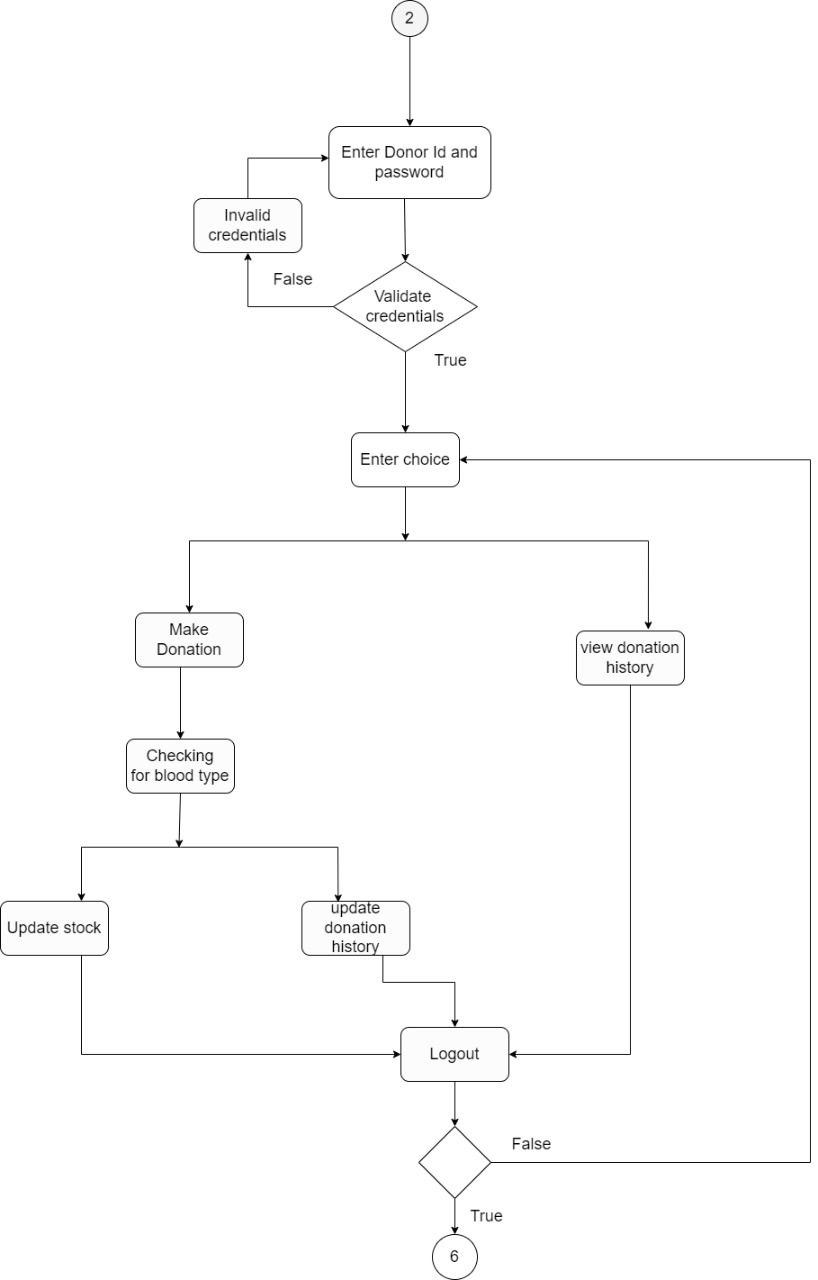 2
Enter Donor Id and
password
Invalid
credentials
False
Validate
credentials
True
Enter choice
Make
Donation
view donation
history
Checking
for blood type
Update stock
update
donation
history
Logout
False
True
6